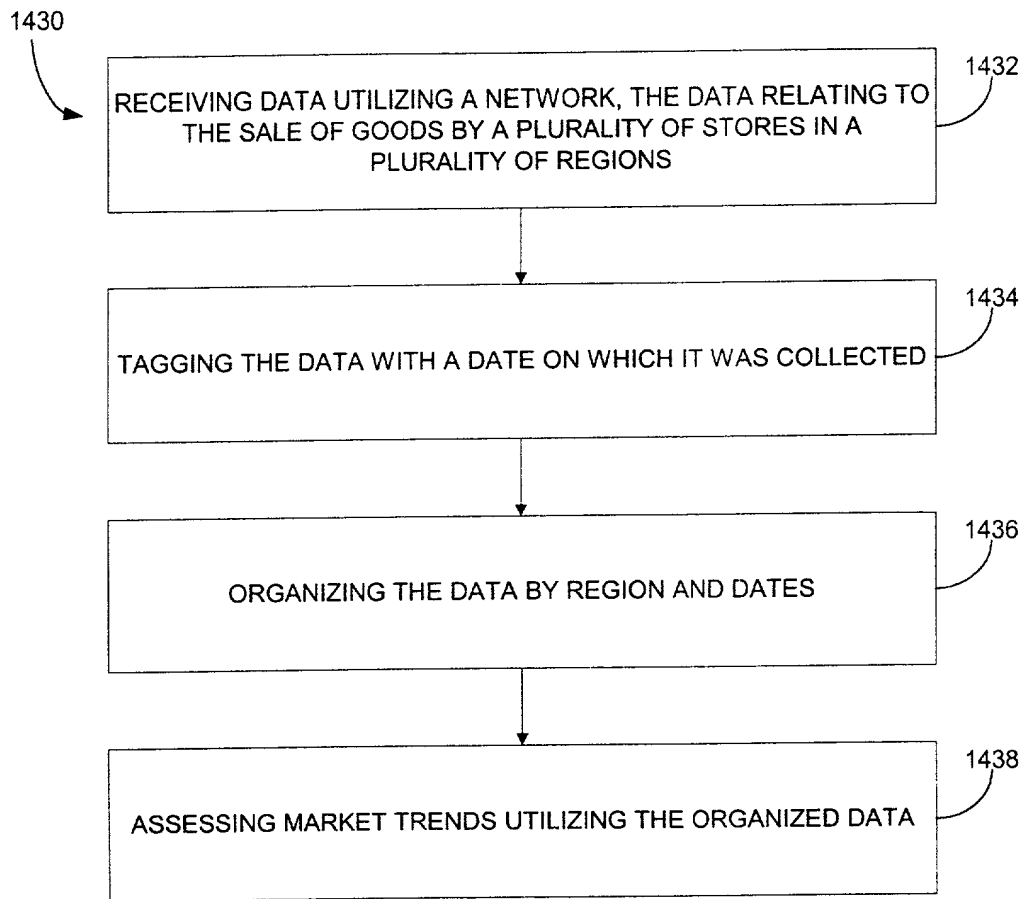 1430
1432
RECEIVING DATA UTILIZING A NETWORK, THE DATA RELATING TO
THE SALE OF GOODS BY A PLURALITY OF STORES IN A
PLURALITY OF REGIONS
1434
TAGGING THE DATA WITH A DATE ON WHICH IT WAS COLLECTED
1436
ORGANIZING THE DATA BY REGION AND DATES
1438
ASSESSING MARKET TRENDS UTILIZING THE ORGANIZED DATA